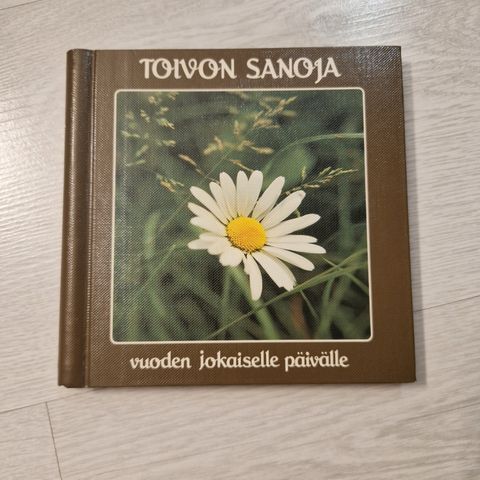 TOIVON SANOJA
vuoden jokaiselle päivälle